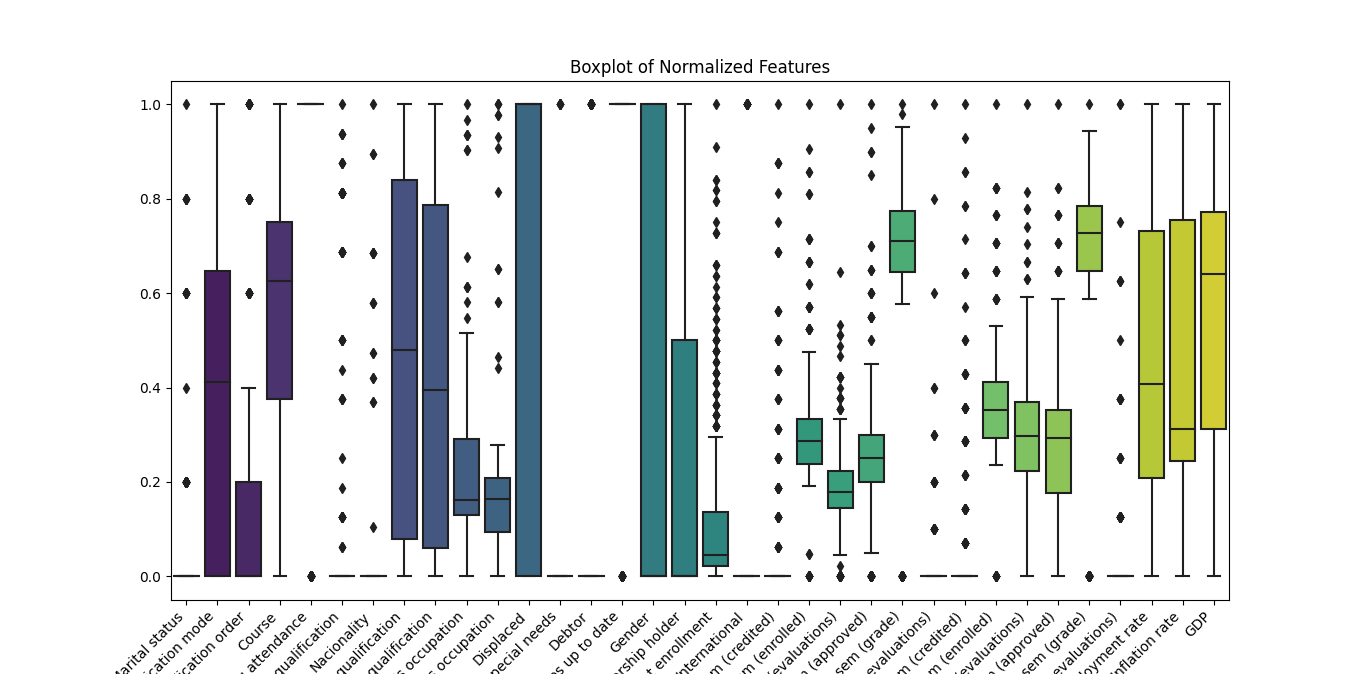 Boxplot of Normalized Features
1.0
0.8
0.6
0.4
0.2
0.0
Marital status
ication mode
lication order
Course
attendance
qualification
Nacionality
qualification
qualification
s occupation
s occupation
Displaced
pecial needs
Debtor
s up to date
Gender
rship holder
t enrollment
nternational
m (credited)
m (enrolled)
evaluations)
n (approved)
sem (grade)
evaluations)
m (credited)
m (enrolled)
evaluations)
(approved)
sem (grade)
evaluations)
loyment rate
Inflation rate
GDP